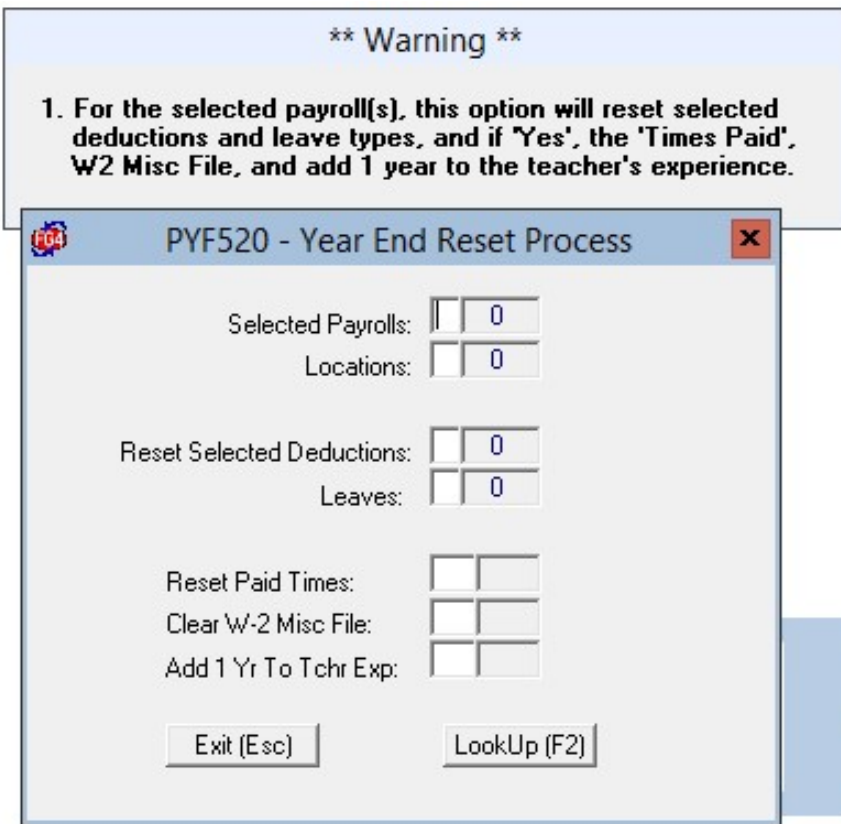 ** Warning **
1. For the selected payroll(s), this option will reset selected
deductions and leave types, and if 'Yes', the 'Times Paid',
W2 Misc File, and add 1 year to the teacher's experience.
FG4 PYF520 - Year End Reset Process x
Selected Payrolls: 0
Locations: 0
Reset Selected Deductions: 0
Leaves: 0
Reset Paid Times:
Clear W-2 Misc File:
Add 1 Yr To Tchr Exp:
Exit (Esc) LookUp (F2)